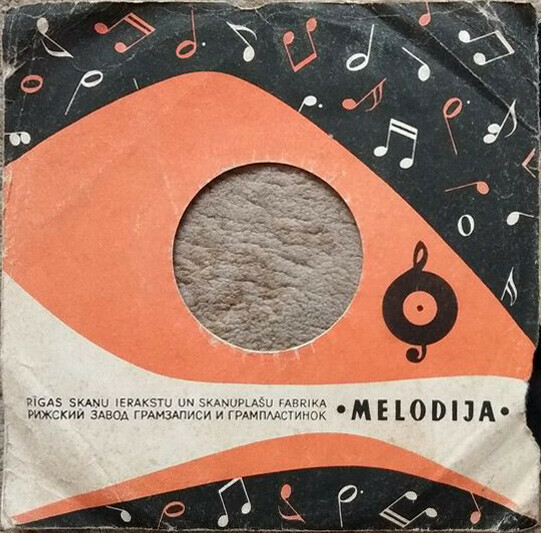 RĪGAS SKAŅU IERAKSTU UN SKAŅUPLAŠU FABRIKA
РИЖСКИЙ ЗАВОД ГРАМЗАПИСИ И ГРАМПЛАСТИНОК
•MELODIJA•